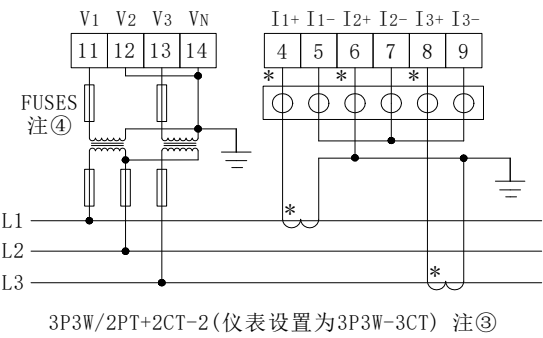 V1 V2 V3 VN I1+ I1- I2+ I2- I3+ I3-
11 12 13 14 4 5 6 7 8 9
* * *
FUSES
注④
*
L1
L2
L3
*
3P3W/2PT+2CT-2(仪表设置为3P3W-3CT) 注③